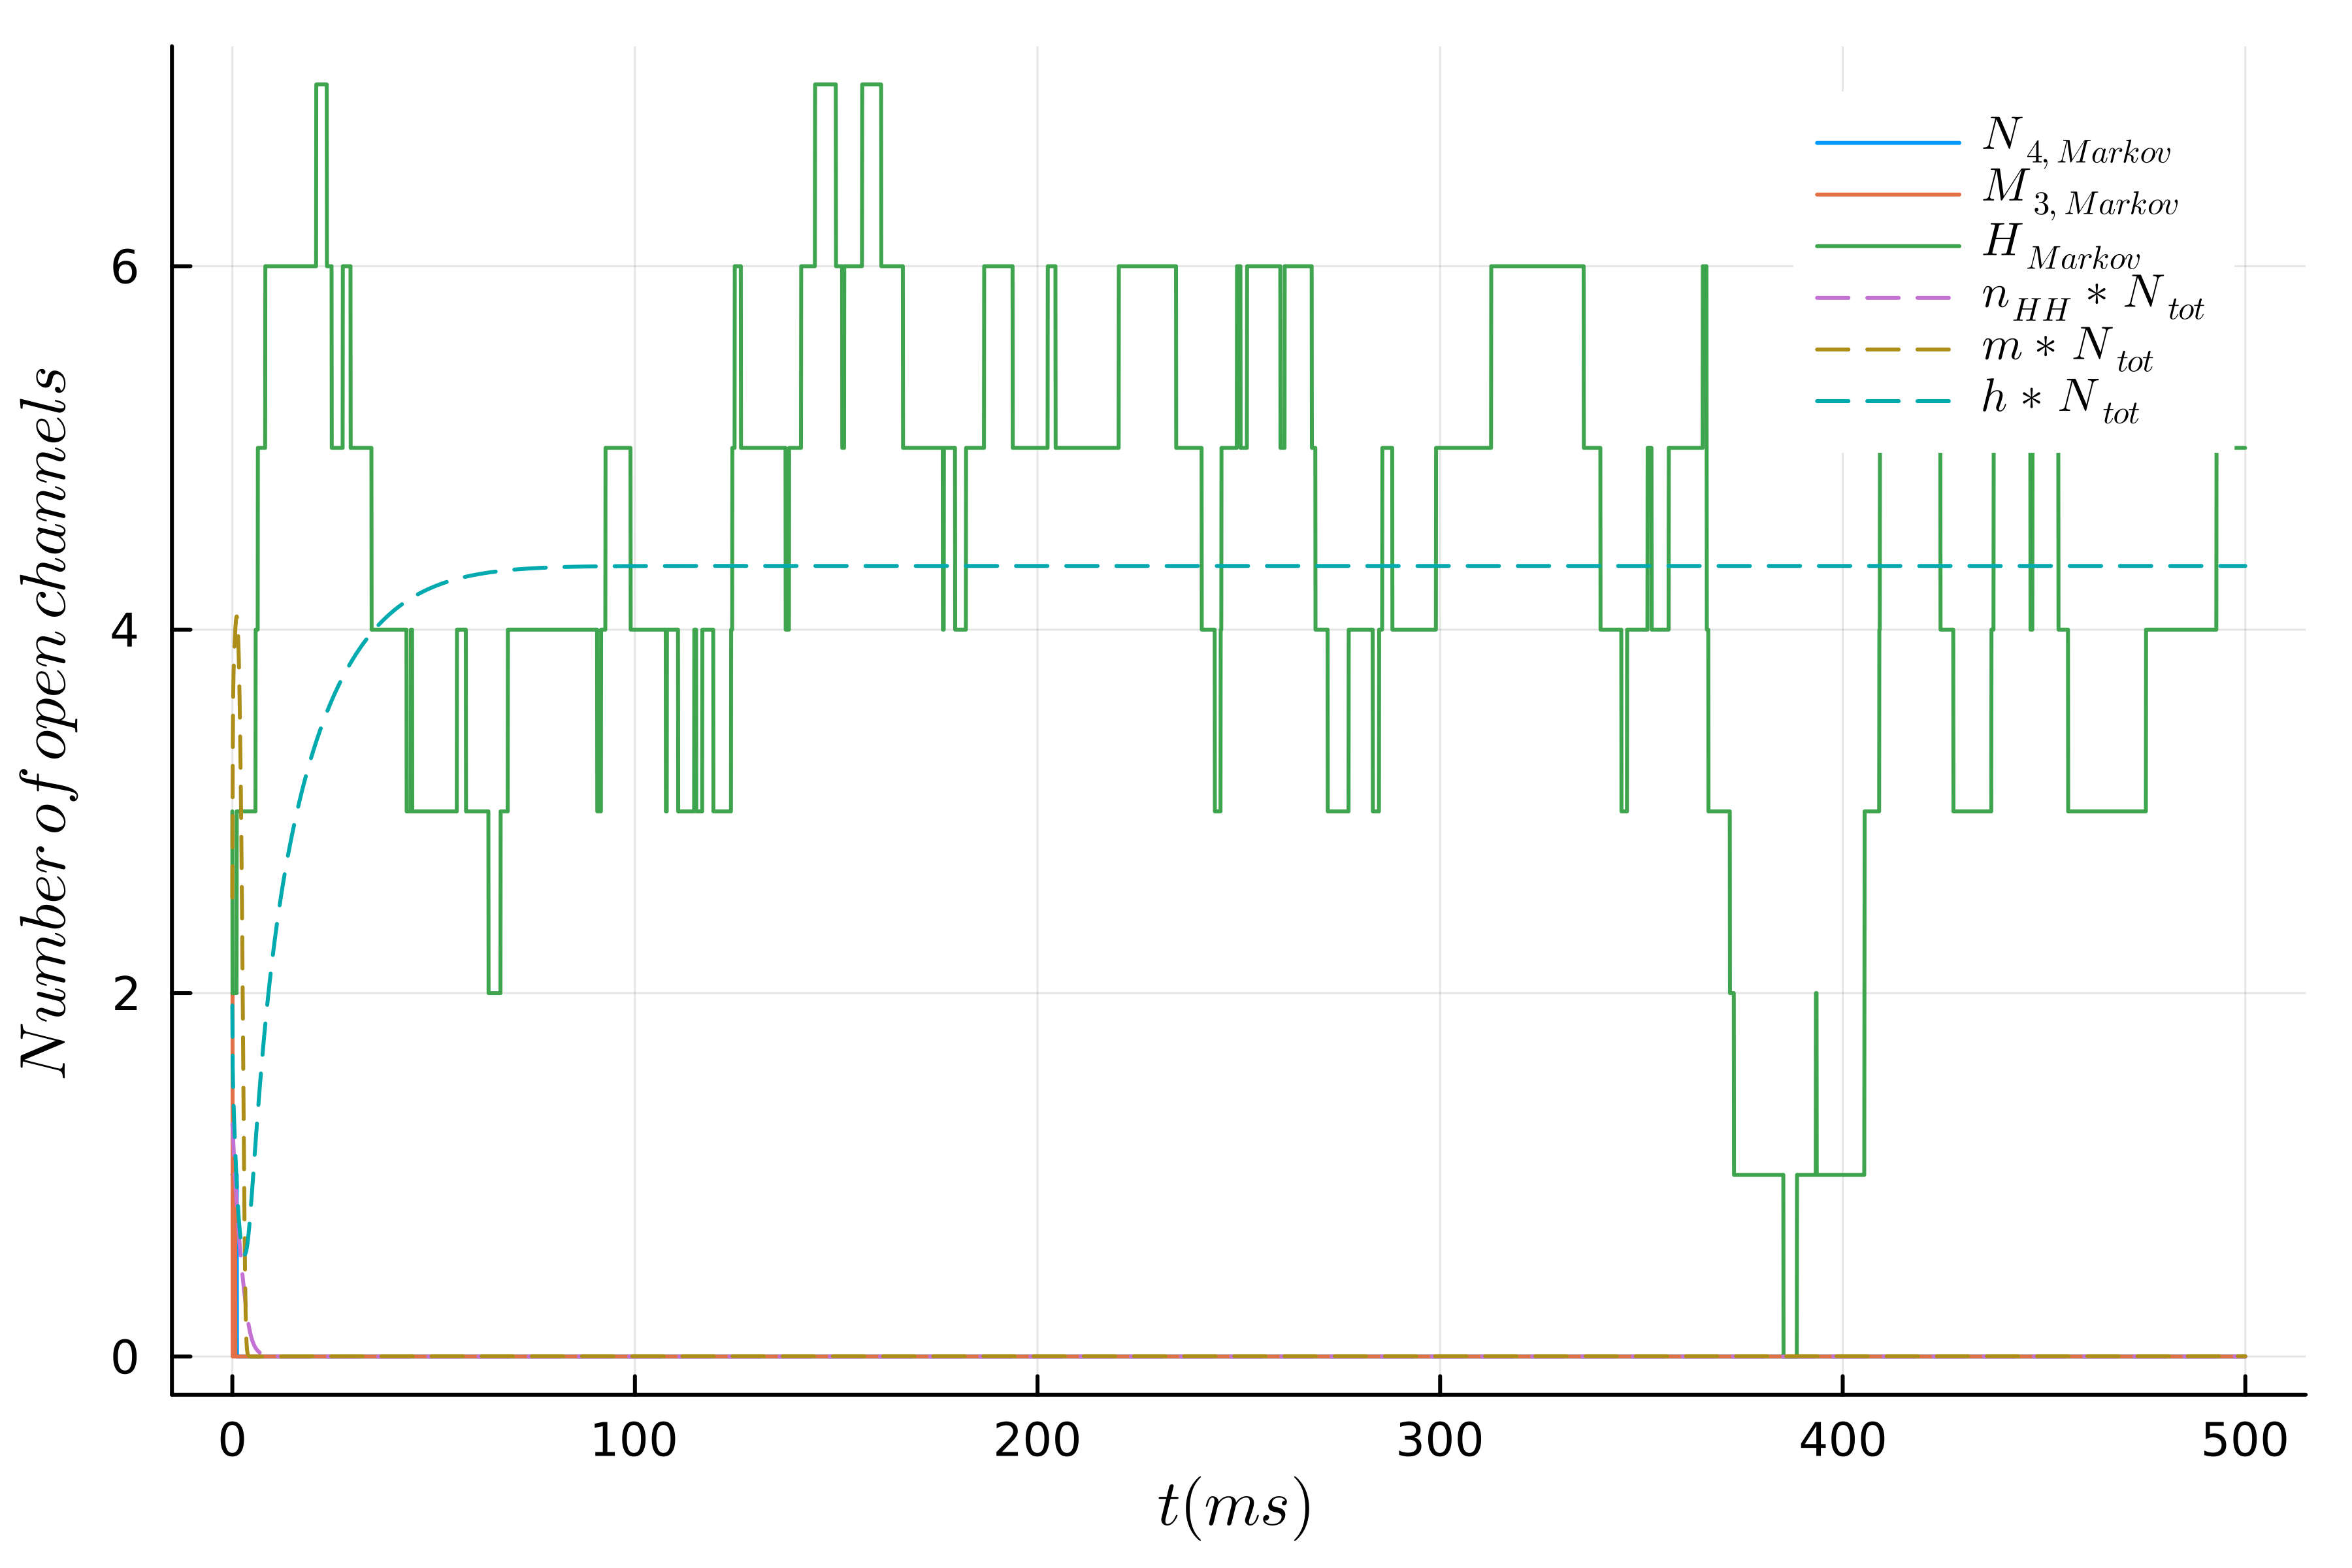 Number of open channels
6
4
2
0
0 100 200 300 400 500
t(ms)
N4, Markov
M3, Markov
HMarkov
nHH * Ntot
m * Ntot
h * Ntot